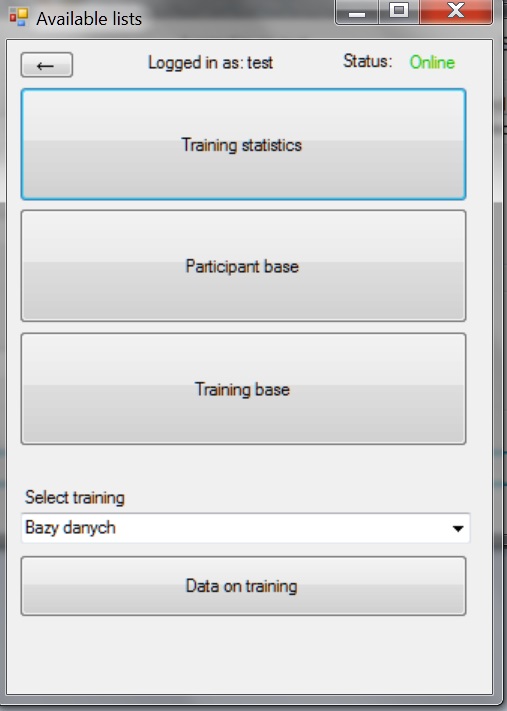 Available lists
← Logged in as: test Status: Online
Training statistics
Participant base
Training base
Select training
Bazy danych
Data on training